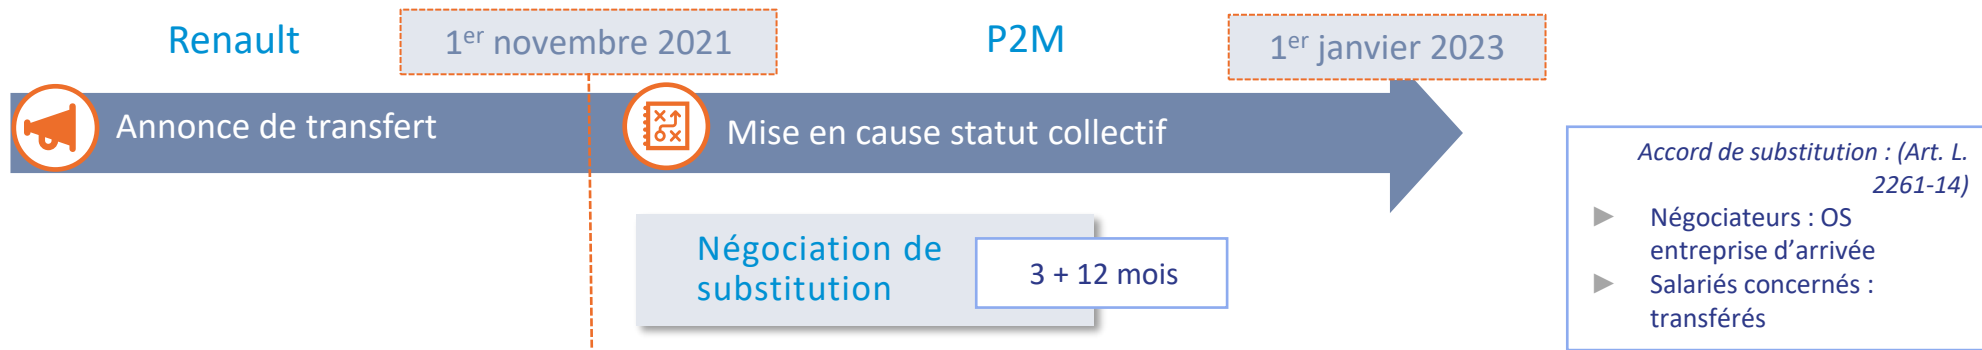 Renault
1er novembre 2021
P2M
1er janvier 2023
Annonce de transfert
Mise en cause statut collectif
Négociation de
substitution
3 + 12 mois
Accord de substitution : (Art. L.
2261-14)
► Négociateurs : OS
entreprise d’arrivée
► Salariés concernés :
transférés